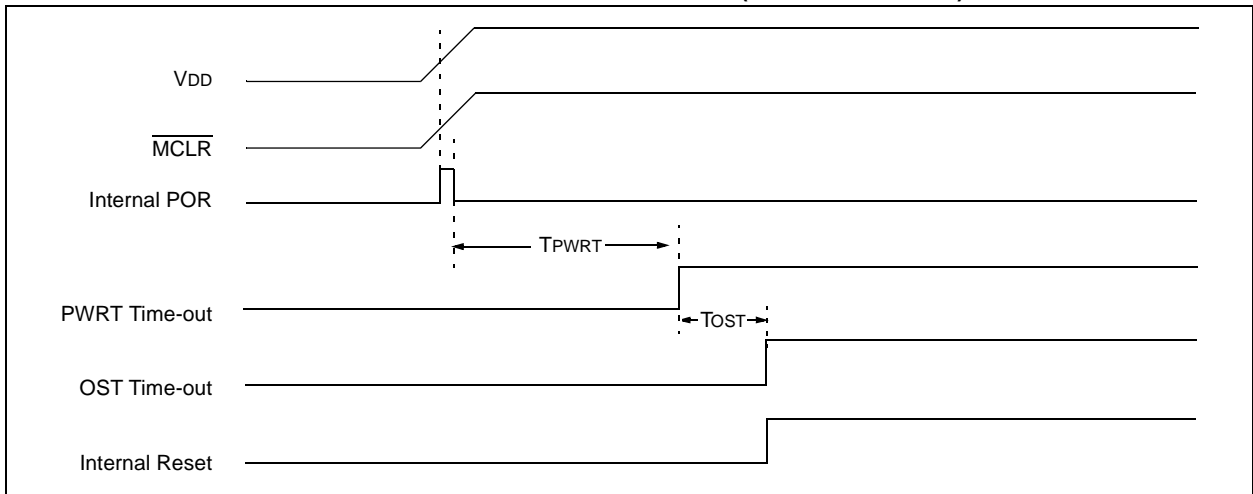 VDD
MCLR
Internal POR
TPWRT
PWRT Time-out
TOST
OST Time-out
Internal Reset